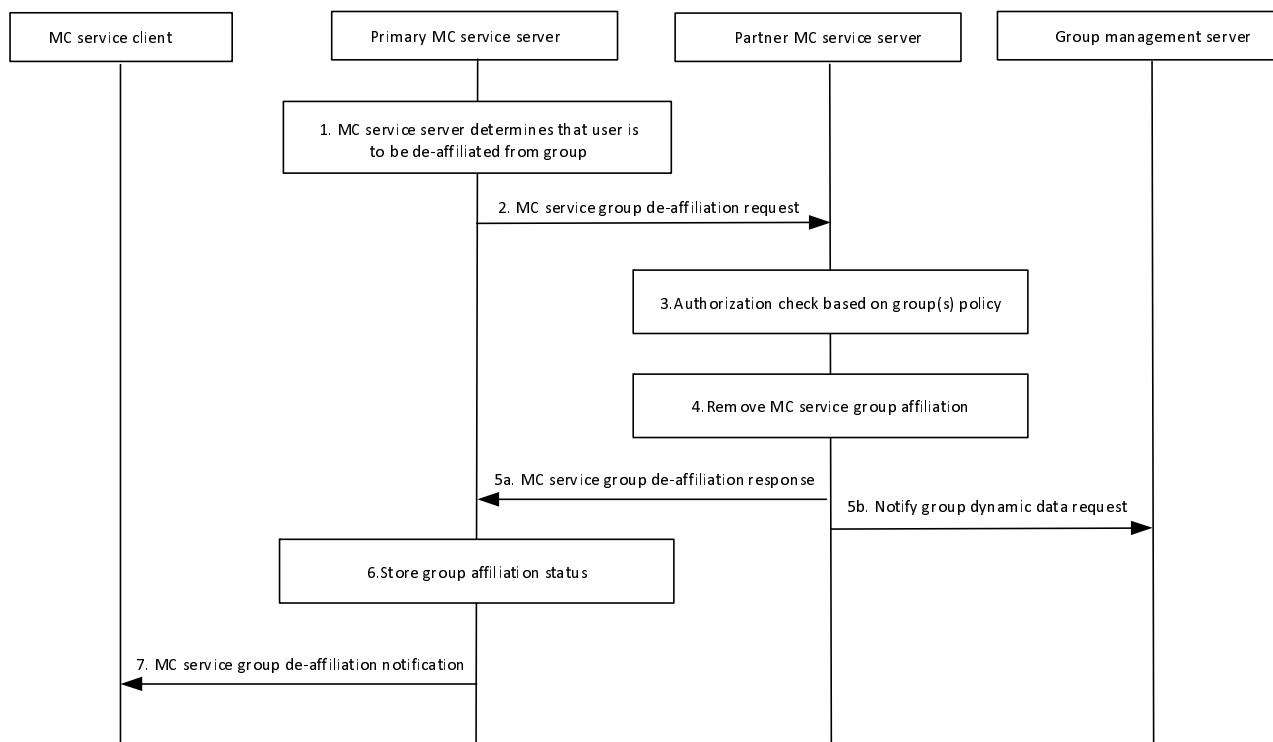 MC service client
Primary MC service server
Partner MC service server
Group management server
1. MC service server determines that user is
to be de-affiliated from group
2. MC service group de-affiliation request
3.Authorization check based on group(s) policy
4.Remove MC service group affiliation
5a. MC service group de-affiliation response
5b. Notify group dynamic data request
6.Store group affiliation status
7. MC service group de-affiliation notification